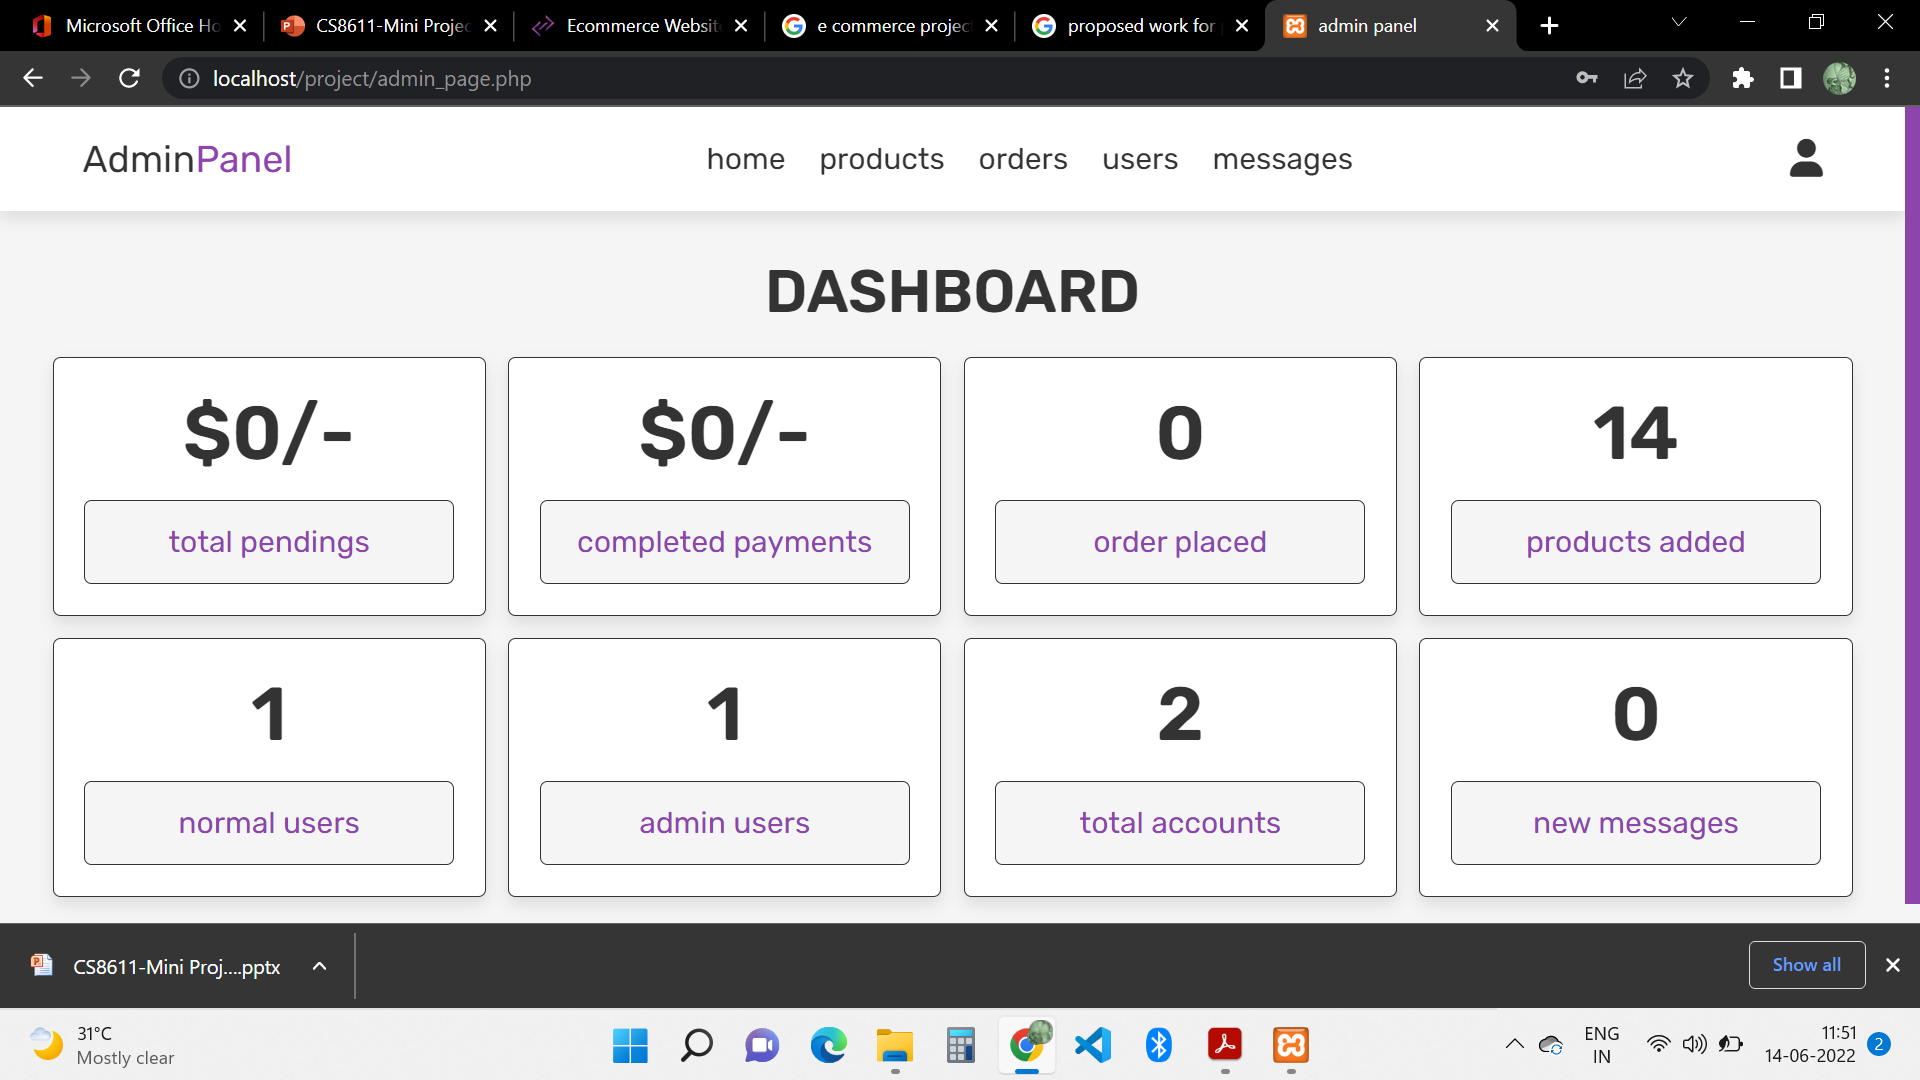 Microsoft Office Ho
CS8611-Mini Projec
Ecommerce Websit
e commerce projec
proposed work for
admin panel
localhost/project/admin_page.php
AdminPanel
home products orders users messages
DASHBOARD
$0/- $0/- 0 14
total pendings completed payments order placed products added
1 1 2 0
normal users admin users total accounts new messages
CS8611-Mini Proj....pptx
Show all
31°C
Mostly clear
ENG
IN
11:51
14-06-2022
2